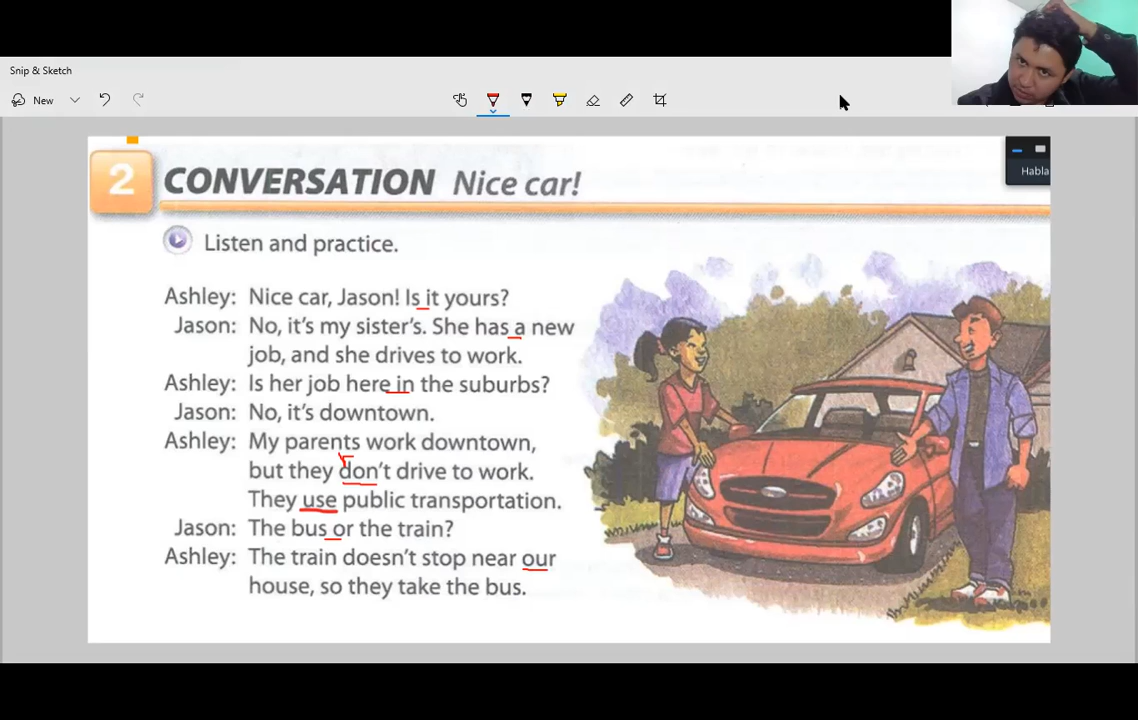 Snip & Sketch
New
2 CONVERSATION Nice car!
Habla
Listen and practice.
Ashley: Nice car, Jason! Is it yours?
Jason: No, it's my sister's. She has a new
job, and she drives to work.
Ashley: Is her job here in the suburbs?
Jason: No, it's downtown.
Ashley: My parents work downtown,
but they don't drive to work.
They use public transportation.
Jason: The bus or the train?
Ashley: The train doesn't stop near our
house, so they take the bus.